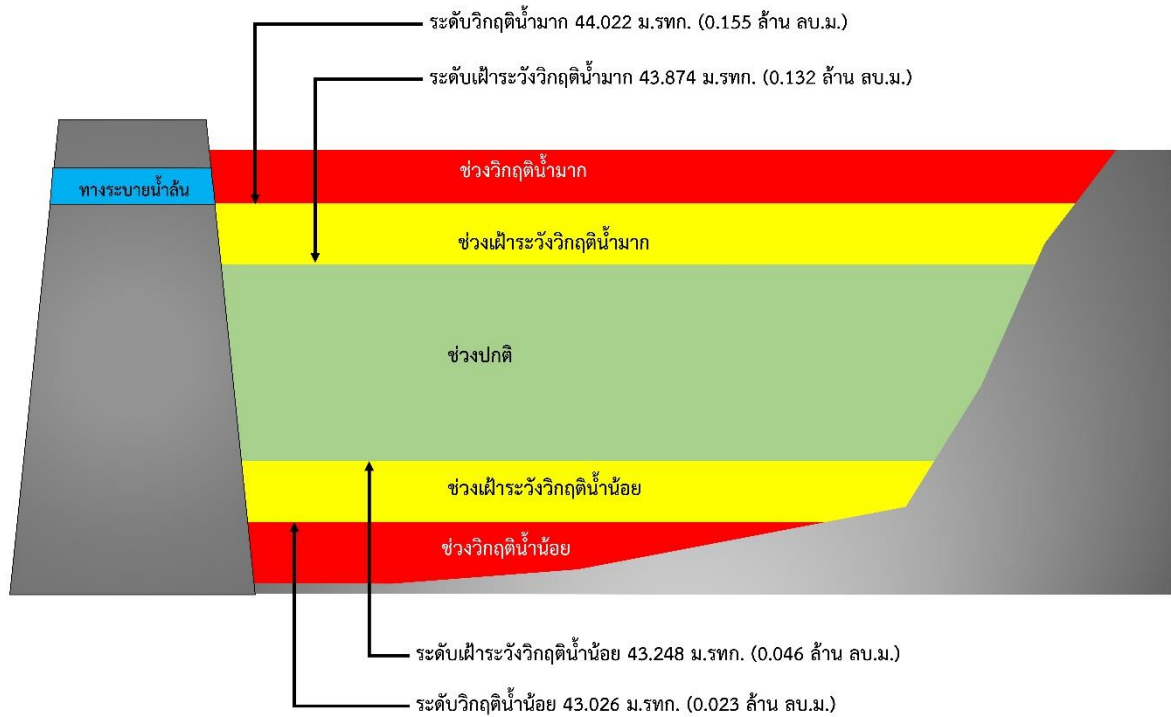 ระดับวิกฤติน้ำมาก 44.022 ม.รทก. (0.155 ล้าน ลบ.ม.)
ระดับเฝ้าระวังวิกฤติน้ำมาก 43.874 ม.รทก. (0.132 ล้าน ลบ.ม.)
ช่วงวิกฤติน้ำมาก
ทางระบายน้ำล้น
ช่วงเฝ้าระวังวิกฤติน้ำมาก
ช่วงปกติ
ช่วงเฝ้าระวังวิกฤติน้ำน้อย
ช่วงวิกฤติน้ำน้อย
ระดับเฝ้าระวังวิกฤติน้ำน้อย 43.248 ม.รทก. (0.046 ล้าน ลบ.ม.)
ระดับวิกฤติน้ำน้อย 43.026 ม.รทก. (0.023 ล้าน ลบ.ม.)